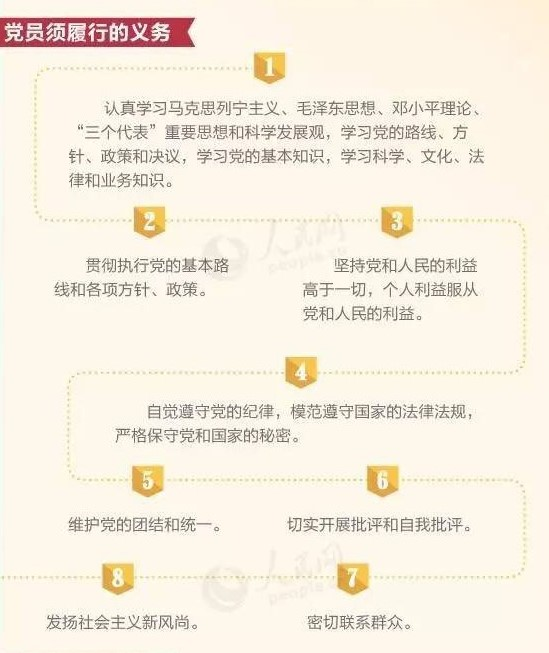 党员须履行的义务
1
认真学习马克思列宁主义、毛泽东思想、邓小平理论、
“三个代表”重要思想和科学发展观，学习党的路线、方
针、政策和决议，学习党的基本知识，学习科学、文化、法
律和业务知识。
2
贯彻执行党的基本路
线和各项方针、政策。
3
坚持党和人民的利益
高于一切，个人利益服从
党和人民的利益。
人民网
people.cn
4
自觉遵守党的纪律，模范遵守国家的法律法规，
严格保守党和国家的秘密。
5
维护党的团结和统一。
6
切实开展批评和自我批评。
7
密切联系群众。
8
发扬社会主义新风尚。
人民网
people.cn